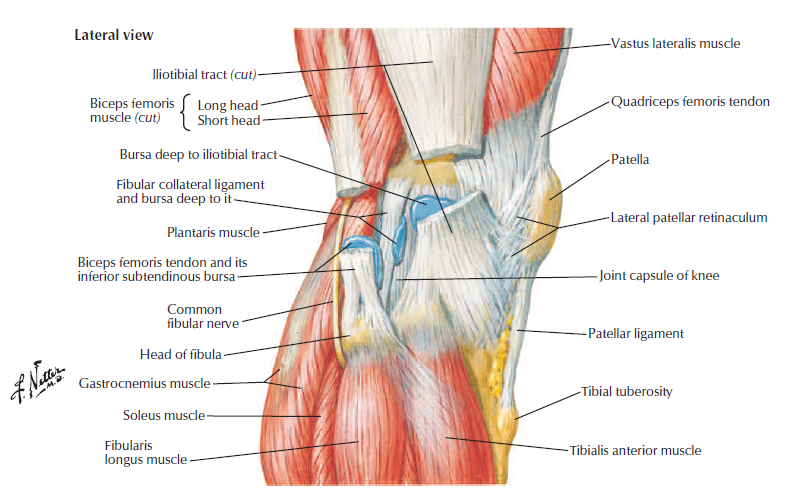 Lateral view
Iliotibial tract (cut)
Biceps femoris
muscle (cut)
Long head
Short head
Bursa deep to iliotibial tract
Fibular collateral ligament
and bursa deep to it
Plantaris muscle
Biceps femoris tendon and its
inferior subtendinous bursa
Common
fibular nerve
Head of fibula
Gastrocnemius muscle
Soleus muscle
Fibularis
longus muscle
Vastus lateralis muscle
Quadriceps femoris tendon
Patella
Lateral patellar retinaculum
Joint capsule of knee
Patellar ligament
Tibial tuberosity
Tibialis anterior muscle
F. Netter
M.D.